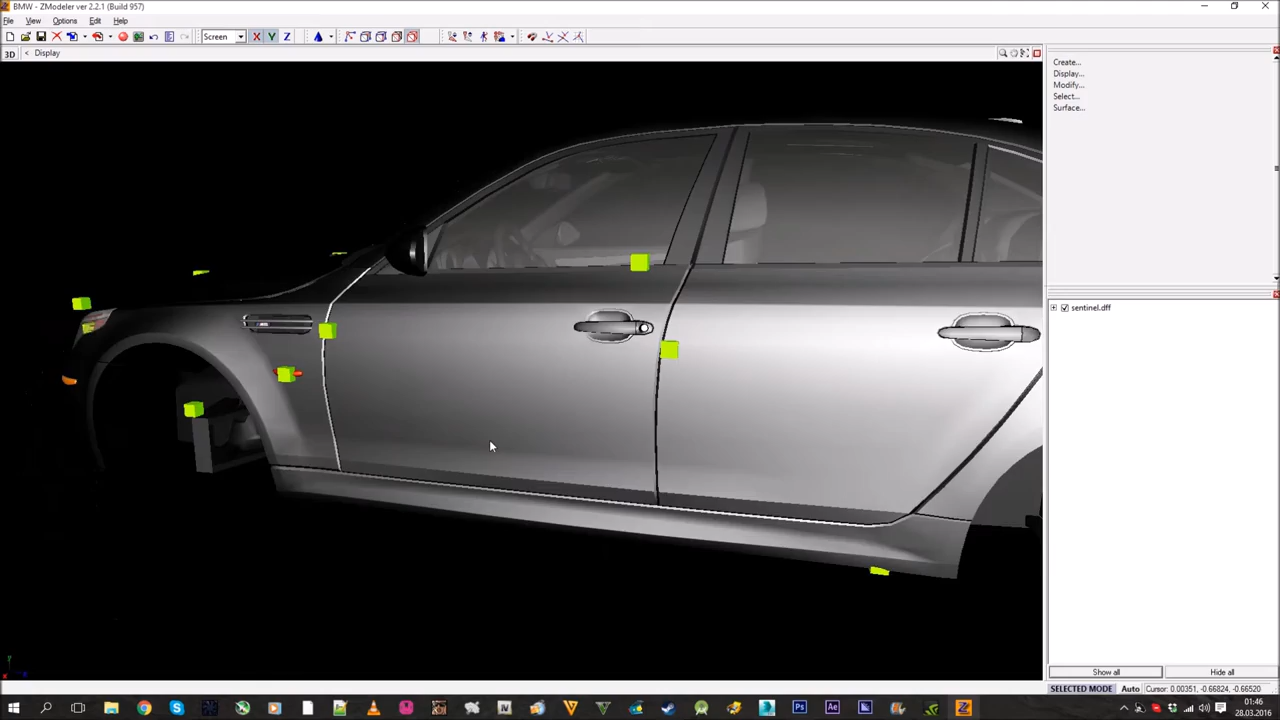 BMW - ZModeler ver 2.2.1 (Build 957)
File View Options Edit Help
Screen X Y Z
3D < Display
Create...
Display...
Modify...
Select...
Surface...
sentinel.dff
Show all Hide all
SELECTED MODE Auto Cursor: 0.00351, -0.66824, -0.66520
01:46
28.03.2016